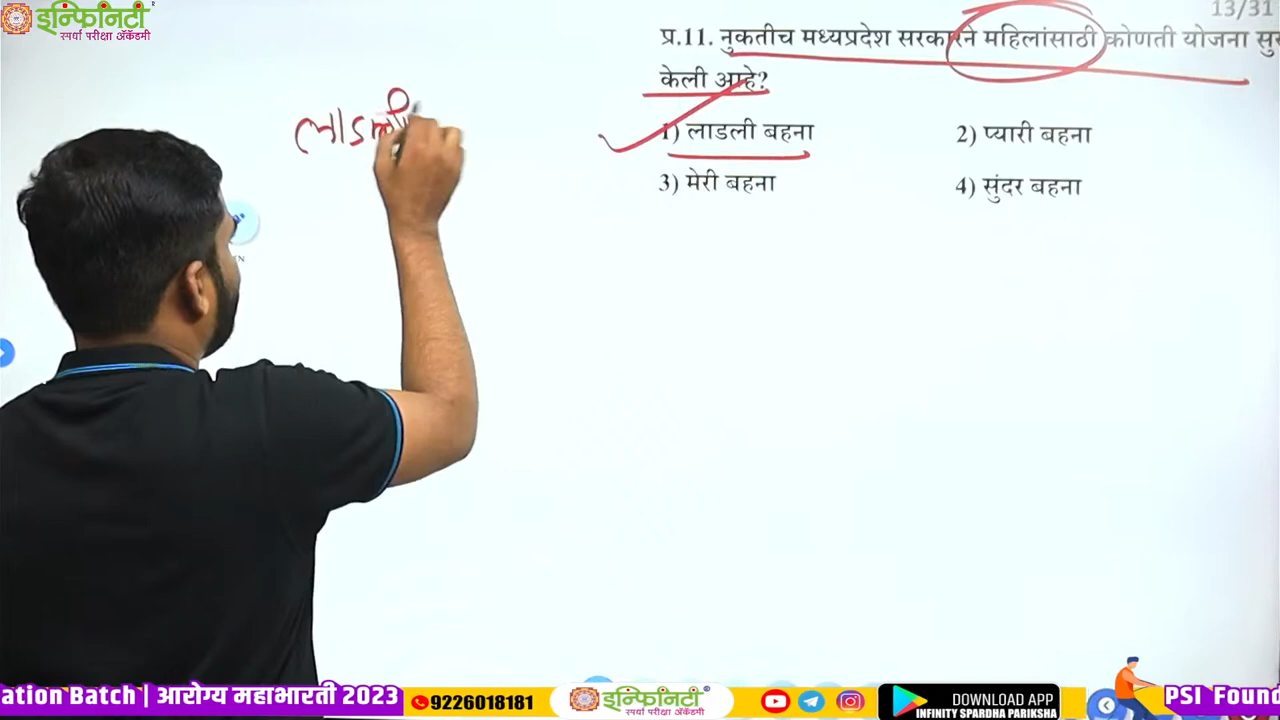 इन्फिनिटी
स्पर्धा परीक्षा अ‍ॅकॅडमी
13/31
प्र.11. नुकतीच मध्यप्रदेश सरकारने महिलांसाठी कोणती योजना सु
केली आहे?
1) लाडली बहना
2) प्यारी बहना
3) मेरी बहना
4) सुंदर बहना
लाडली
ation Batch | आरोग्य महाभारती 2023
9226018181
इन्फिनिटी
स्पर्धा परीक्षा अ‍ॅकॅडमी
DOWNLOAD APP
INFINITY SPARDHA PARIKSHA
PSI Found